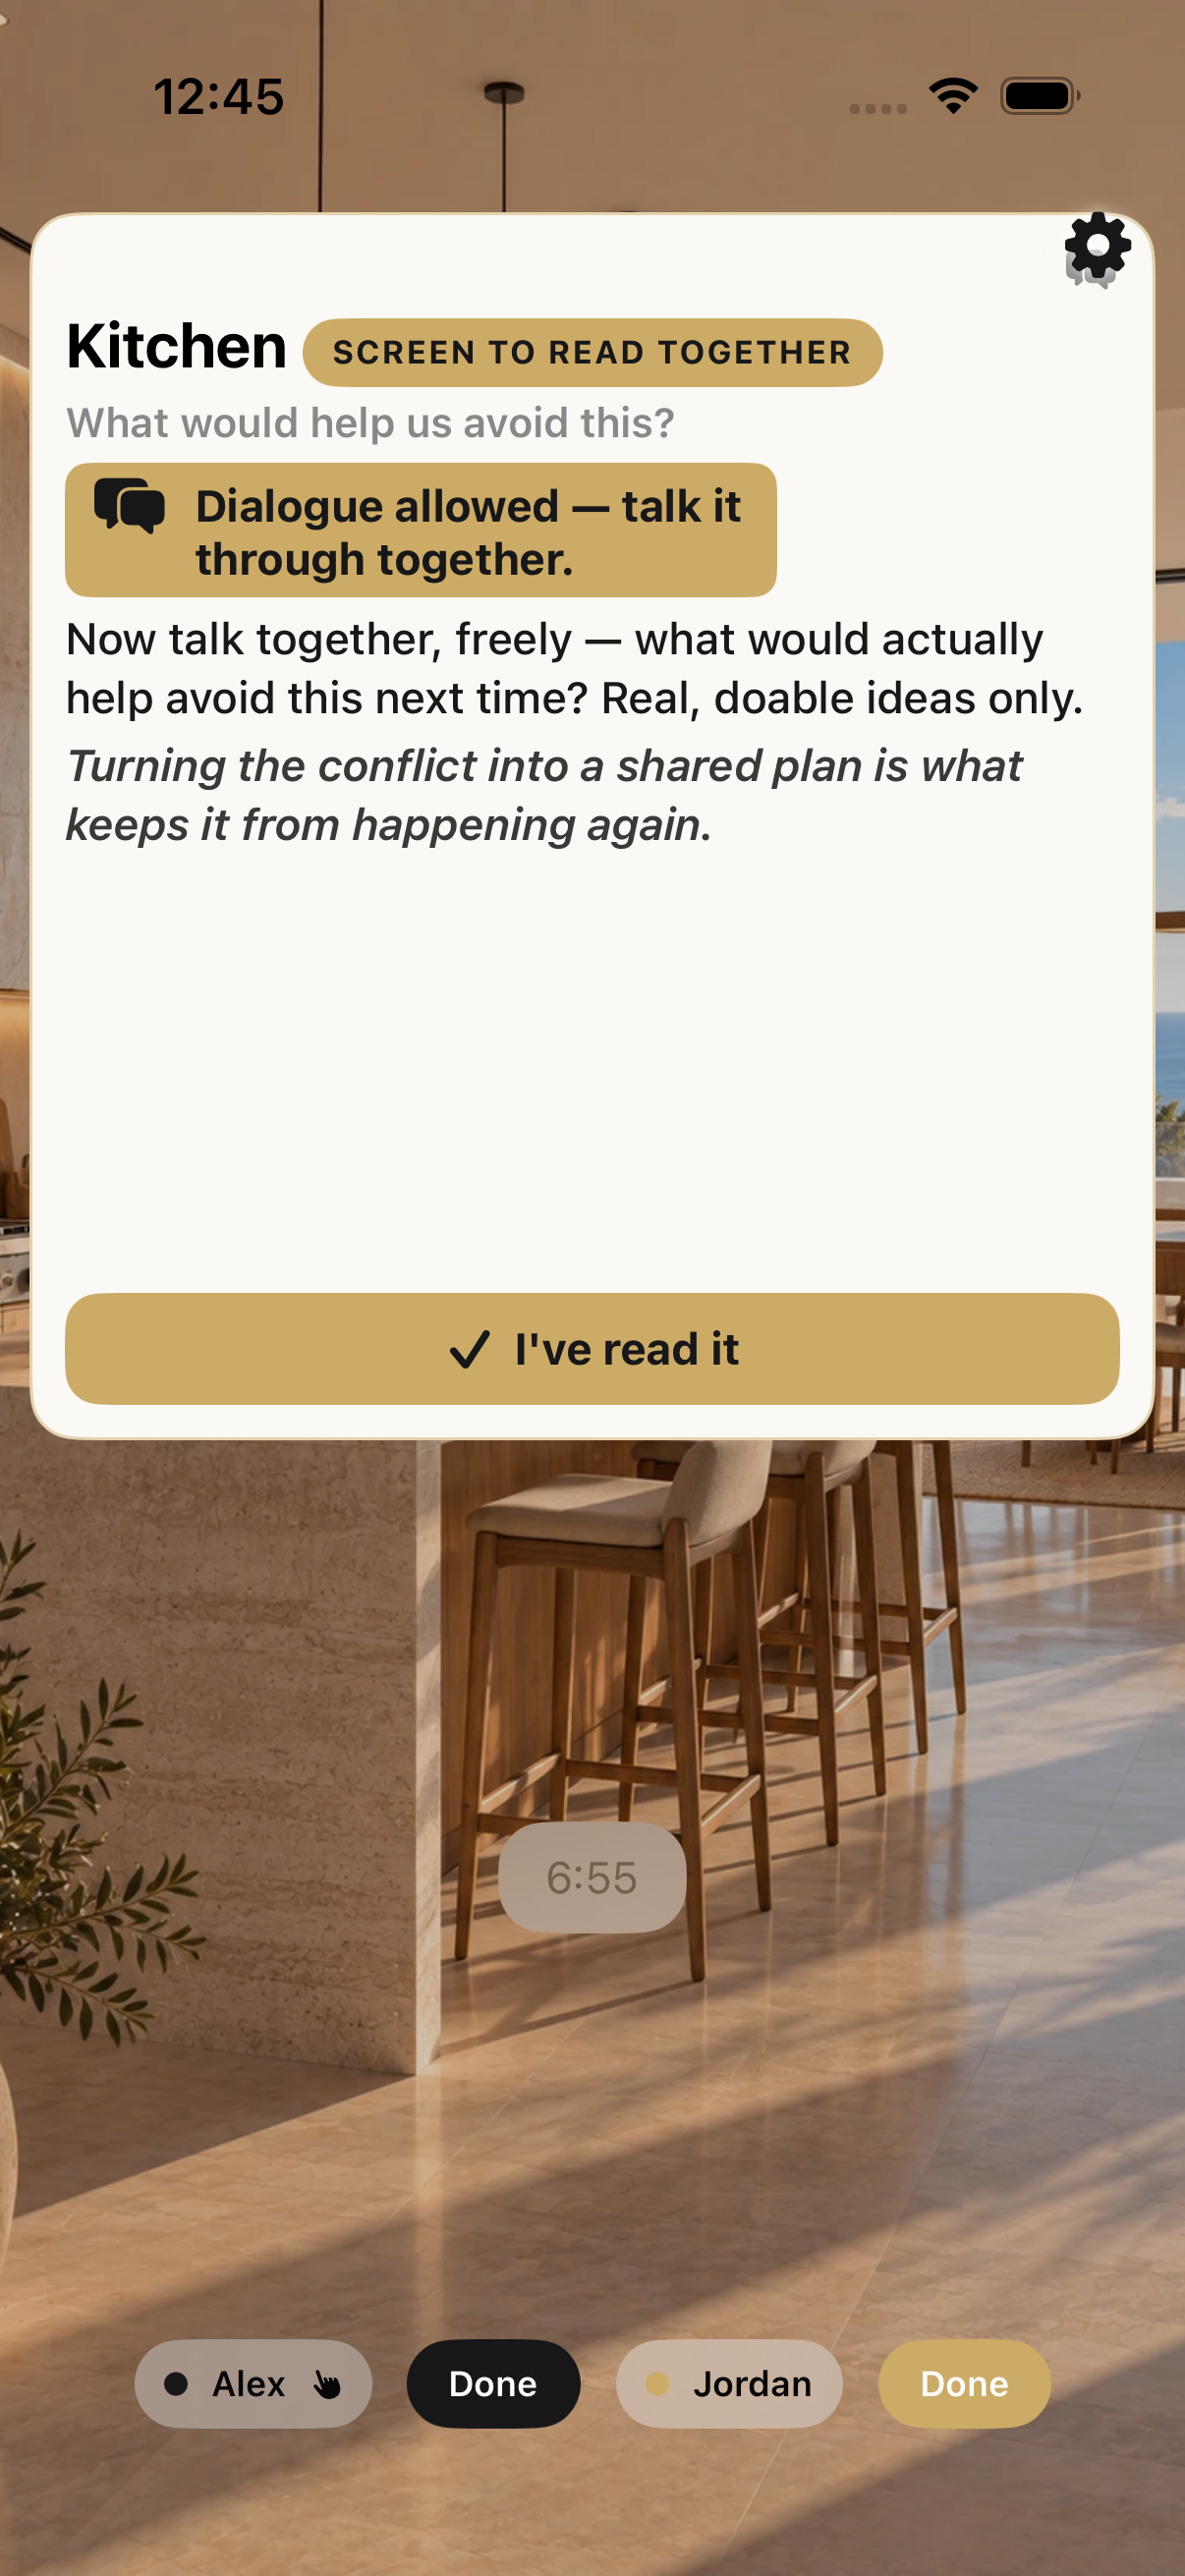 12:45
Kitchen SCREEN TO READ TOGETHER
What would help us avoid this?
Dialogue allowed — talk it
through together.
Now talk together, freely — what would actually
help avoid this next time? Real, doable ideas only.
Turning the conflict into a shared plan is what
keeps it from happening again.
I've read it
6:55
Alex Done Jordan Done